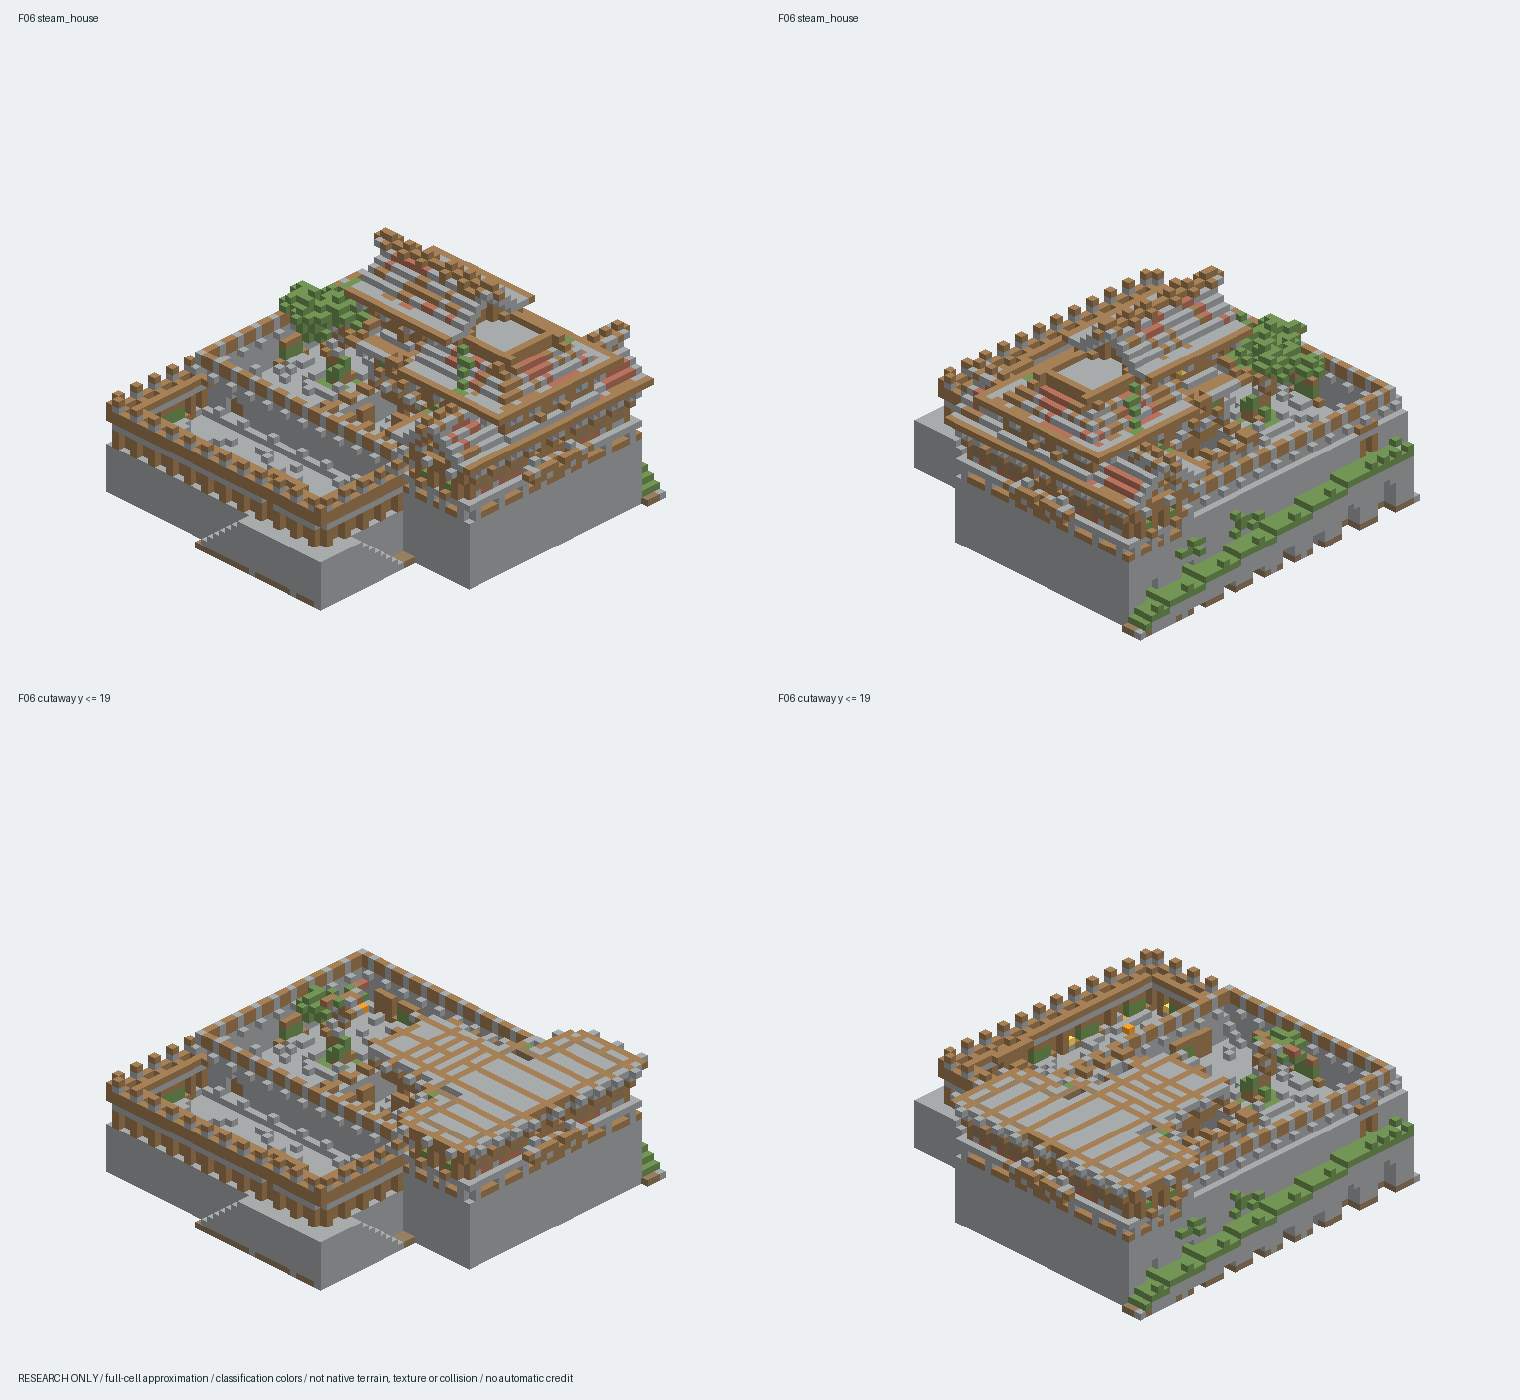 F06 steam_house
F06 steam_house
F06 cutaway y <= 19
F06 cutaway y <= 19
RESEARCH ONLY / full-cell approximation / classification colors / not native terrain, texture or collision / no automatic credit